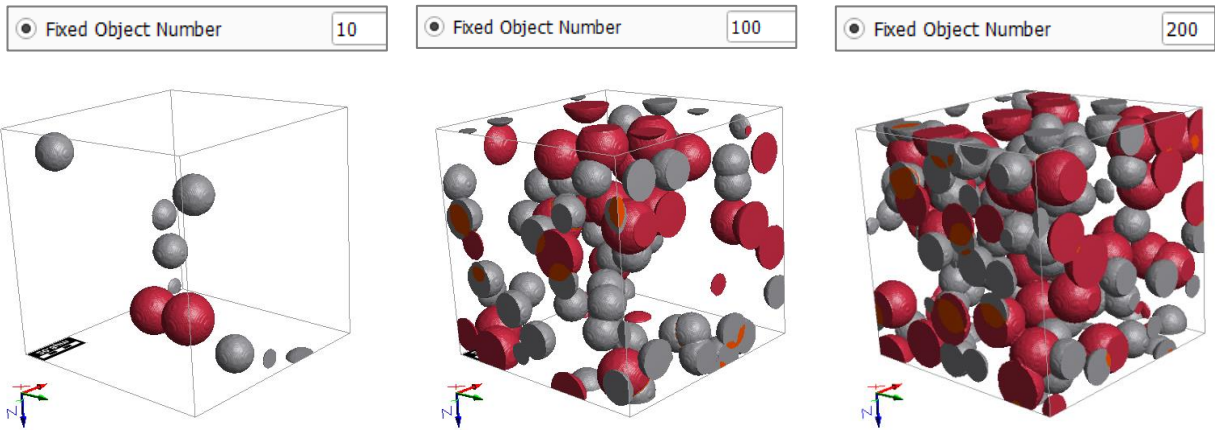 Fixed Object Number 10
Fixed Object Number 100
Fixed Object Number 200
Z
Z
Z